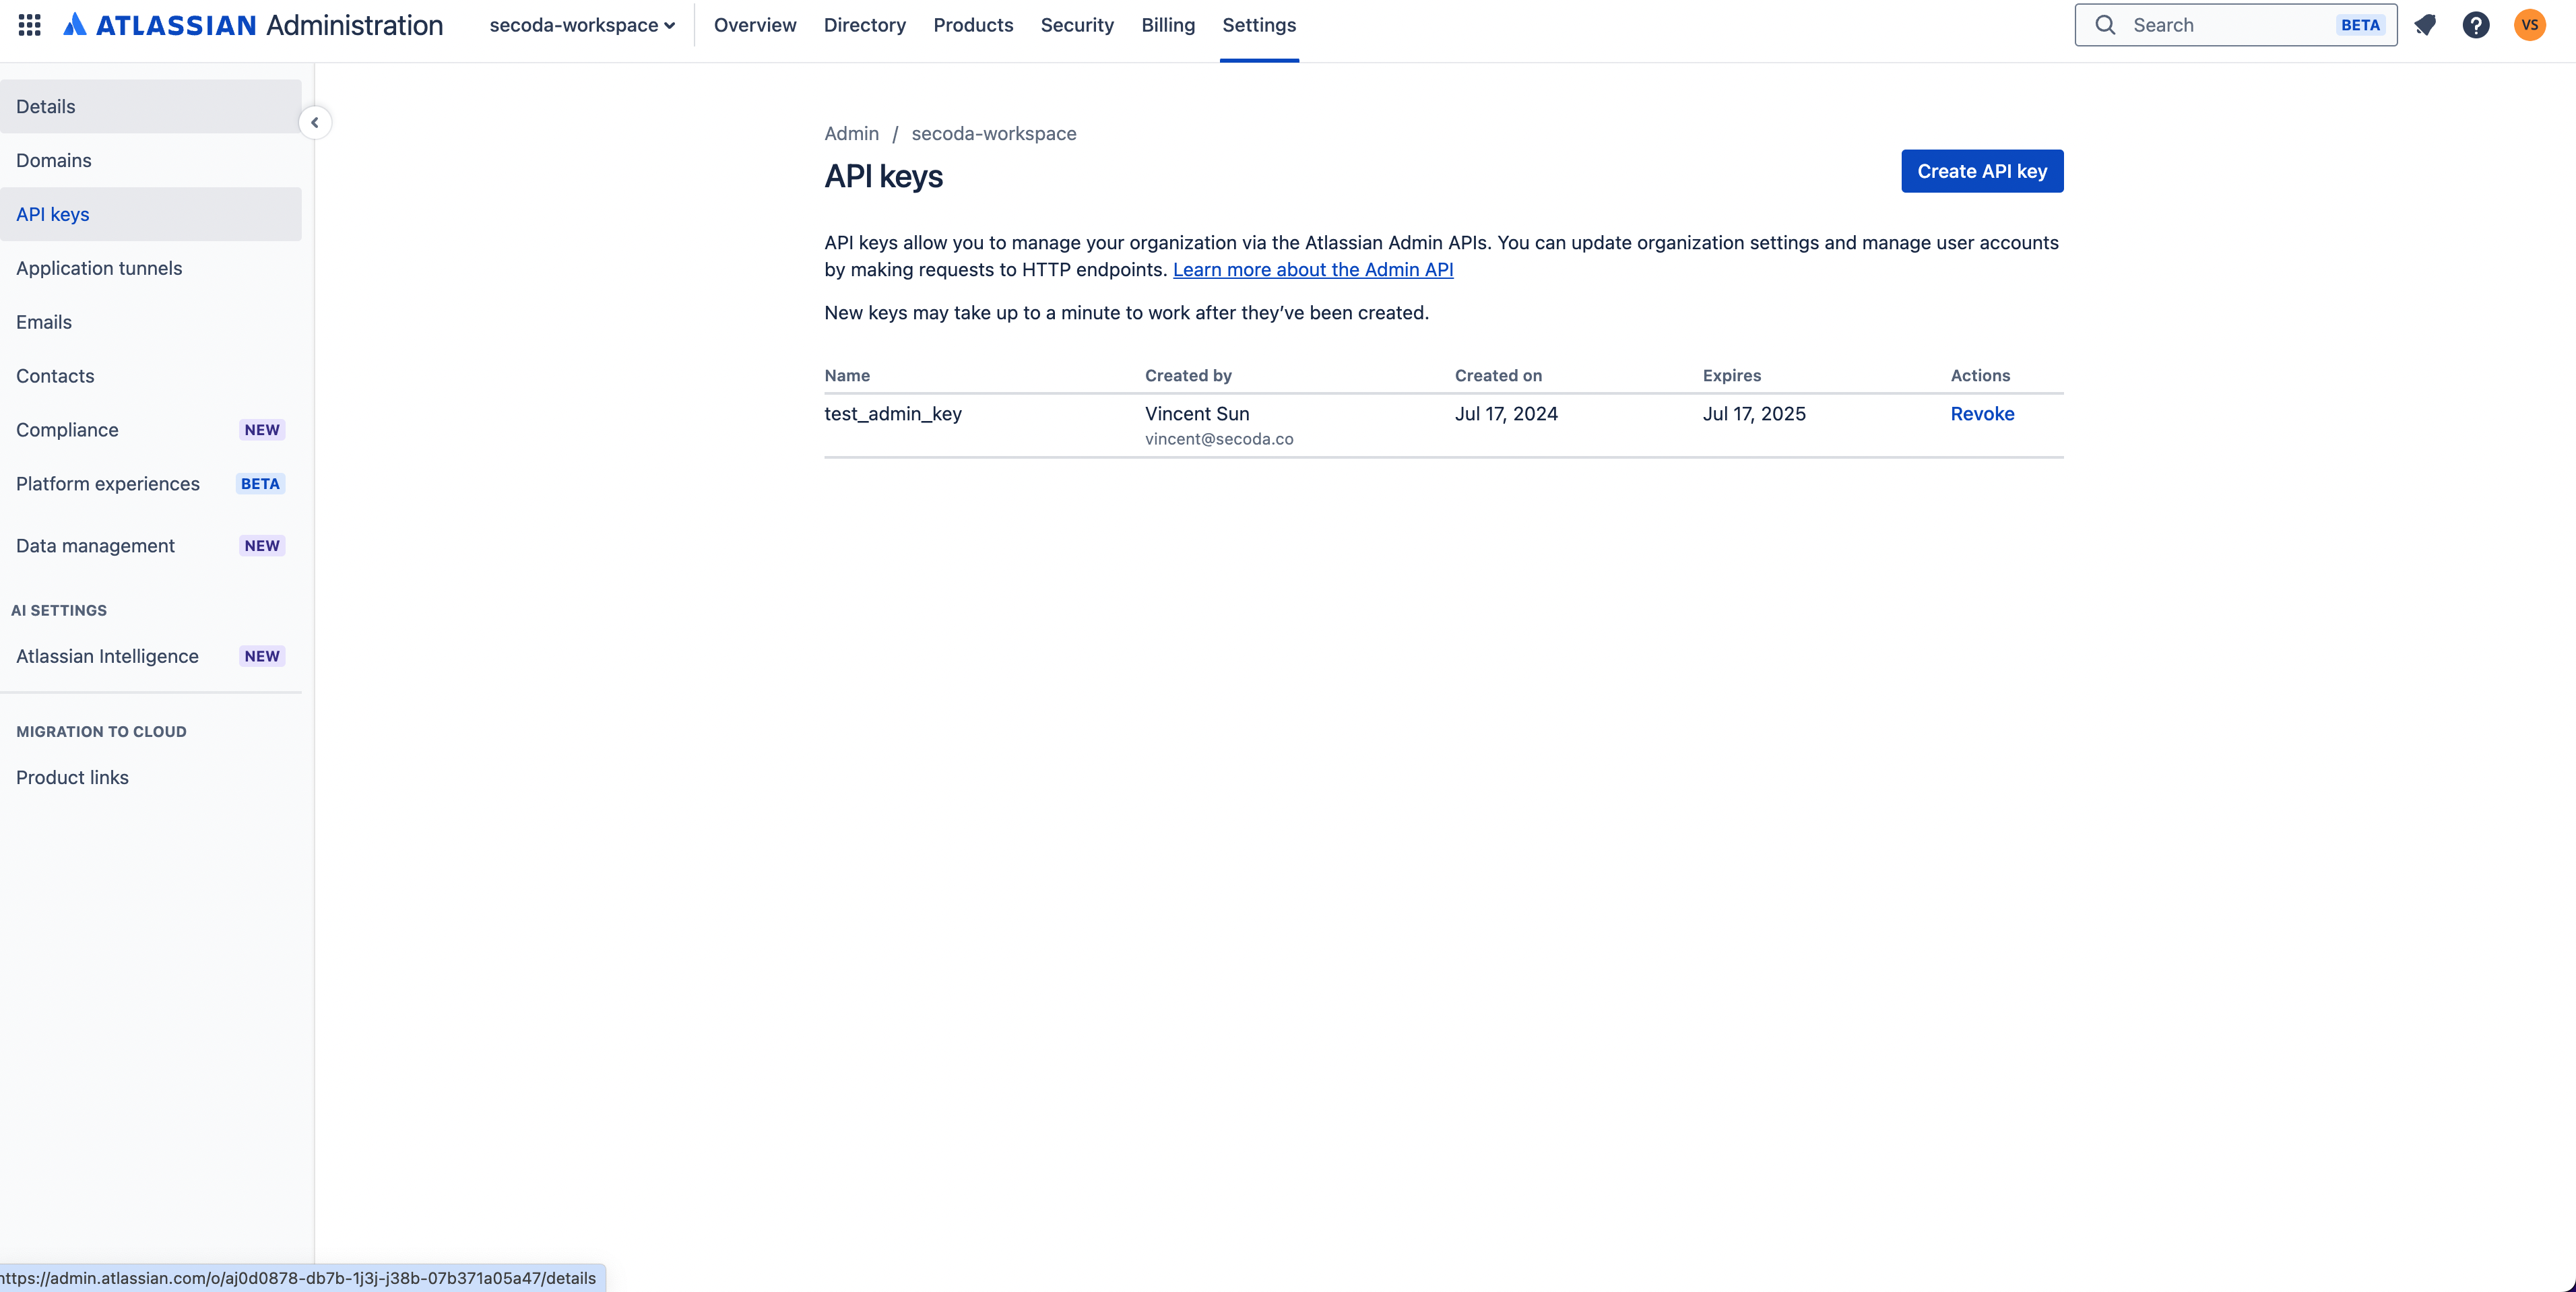 ATLASSIAN Administration
secoda-workspace
Overview Directory Products Security Billing Settings
Search BETA
VS
Details
Domains
API keys
Application tunnels
Emails
Contacts
Compliance NEW
Platform experiences BETA
Data management NEW
AI SETTINGS
Atlassian Intelligence NEW
MIGRATION TO CLOUD
Product links
Admin / secoda-workspace
API keys
Create API key
API keys allow you to manage your organization via the Atlassian Admin APIs. You can update organization settings and manage user accounts
by making requests to HTTP endpoints. Learn more about the Admin API
New keys may take up to a minute to work after they’ve been created.
Name Created by Created on Expires Actions
test_admin_key Vincent Sun Jul 17, 2024 Jul 17, 2025 Revoke
vincent@secoda.co
https://admin.atlassian.com/o/aj0d0878-db7b-1j3j-j38b-07b371a05a47/details